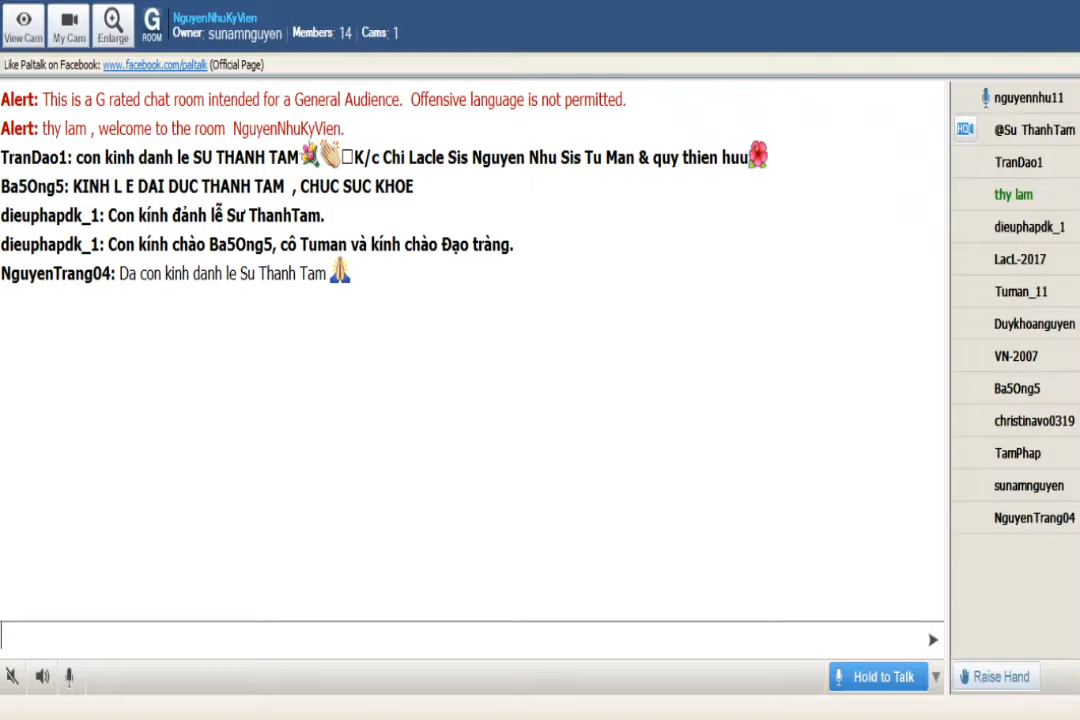 View Cam
My Cam
Enlarge
G
ROOM
NguyenNhuKyVien
Owner: sunamnguyen | Members: 14 | Cams: 1
Like Paltalk on Facebook: www.facebook.com/paltalk (Official Page)
Alert: This is a G rated chat room intended for a General Audience. Offensive language is not permitted.
Alert: thy lam , welcome to the room NguyenNhuKyVien.
TranDao1: con kinh danh le SU THANH TAM K/c Chi Lacle Sis Nguyen Nhu Sis Tu Man & quy thien huu
Ba5Ong5: KINH L E DAI DUC THANH TAM , CHUC SUC KHOE
dieuphapdk_1: Con kính đảnh lễ Sư ThanhTam.
dieuphapdk_1: Con kính chào Ba5Ong5, cô Tuman và kính chào Đạo tràng.
NguyenTrang04: Da con kinh danh le Su Thanh Tam
nguyennhu11
HQ
@Su ThanhTam
TranDao1
thy lam
dieuphapdk_1
LacL-2017
Tuman_11
Duykhoanguyen
VN-2007
Ba5Ong5
christinavo0319
TamPhap
sunamnguyen
NguyenTrang04
Hold to Talk
Raise Hand